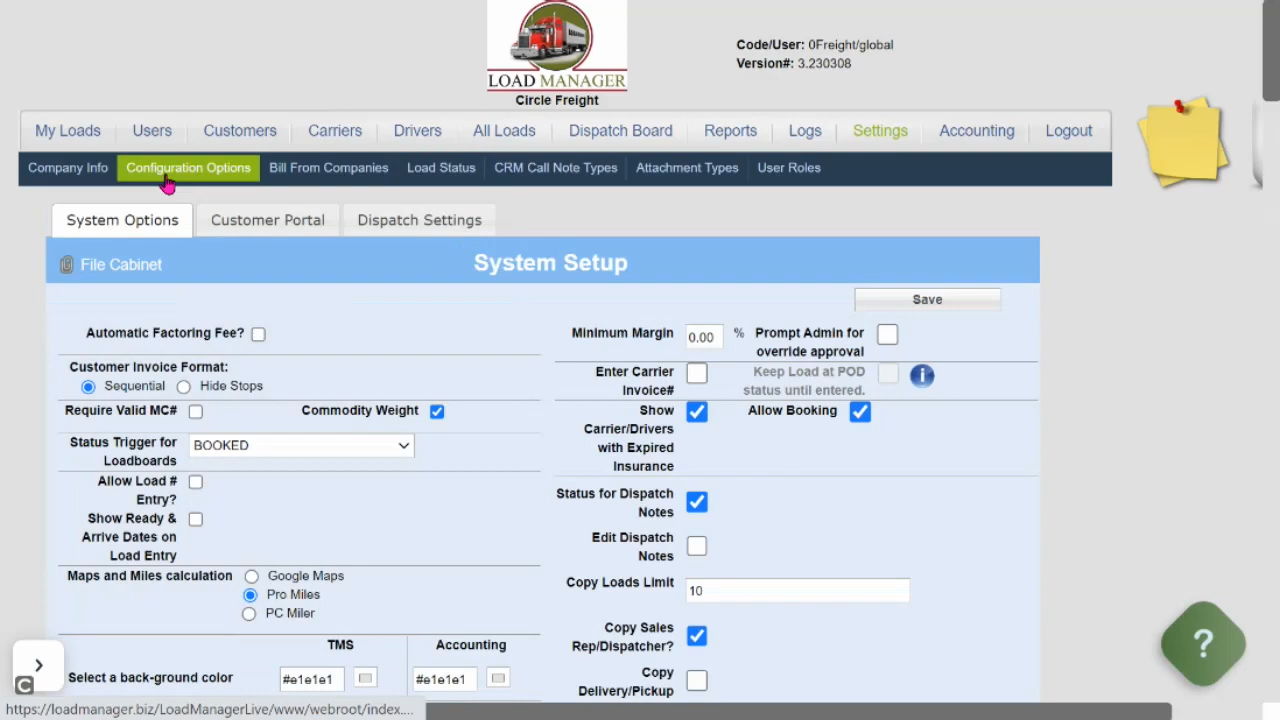 LOAD MANAGER
Circle Freight
Code/User: 0Freight/global
Version#: 3.230308
My Loads Users Customers Carriers Drivers All Loads Dispatch Board Reports Logs Settings Accounting Logout
Company Info Configuration Options Bill From Companies Load Status CRM Call Note Types Attachment Types User Roles
System Options Customer Portal Dispatch Settings
File Cabinet System Setup
Save
Automatic Factoring Fee?
Customer Invoice Format:
Sequential Hide Stops
Require Valid MC# Commodity Weight
Status Trigger for
Loadboards
BOOKED
Allow Load #
Entry?
Show Ready &
Arrive Dates on
Load Entry
Maps and Miles calculation Google Maps
Pro Miles
PC Miler
TMS Accounting
Select a back-ground color #e1e1e1 #e1e1e1
Minimum Margin 0.00 % Prompt Admin for
override approval
Enter Carrier
Invoice#
Keep Load at POD
status until entered.
i
Show
Carrier/Drivers
with Expired
Insurance
Allow Booking
Status for Dispatch
Notes
Edit Dispatch
Notes
Copy Loads Limit 10
Copy Sales
Rep/Dispatcher?
Copy
Delivery/Pickup
?
C
https://loadmanager.biz/LoadManagerLive/www/webroot/index....